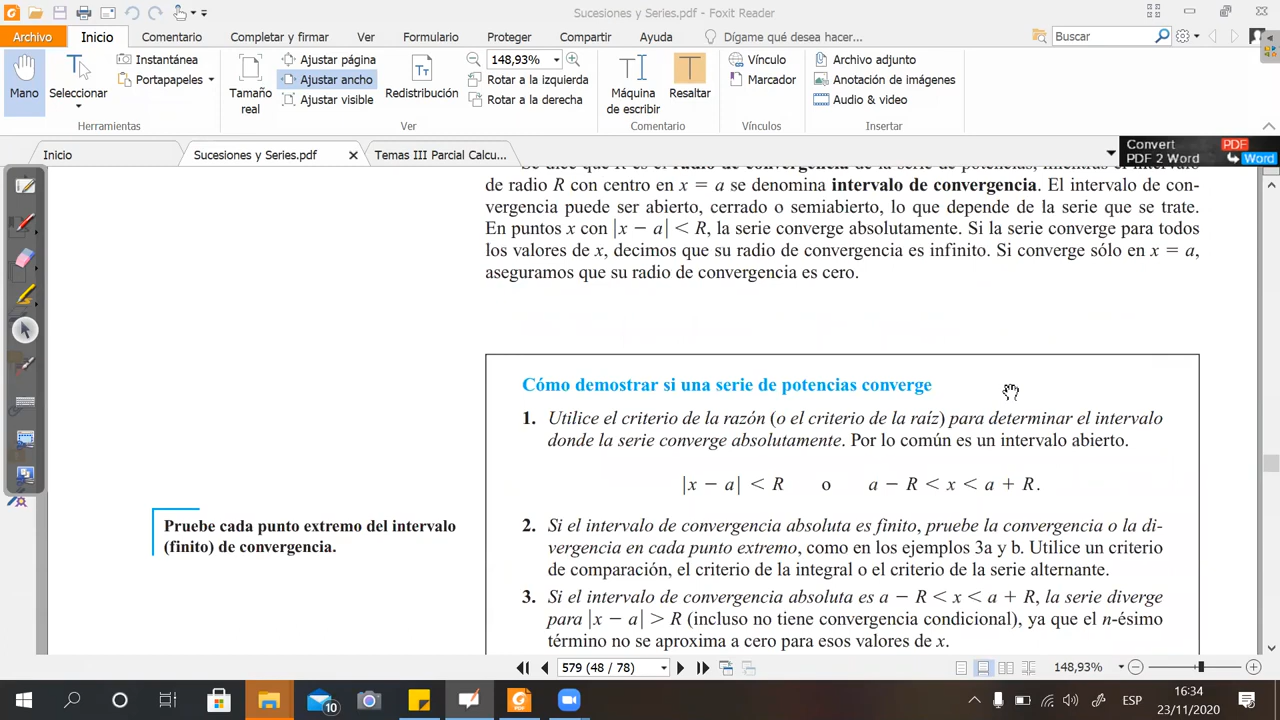 Sucesiones y Series.pdf - Foxit Reader
Archivo Inicio Comentario Completar y firmar Ver Formulario Proteger Compartir Ayuda Dígame qué desea hacer... Buscar
Mano
Seleccionar
Instantánea
Portapapeles
Herramientas
Tamaño
real
Ajustar página
Ajustar ancho
Ajustar visible
Redistribución
148,93%
Rotar a la izquierda
Rotar a la derecha
Ver
Máquina
de escribir
Resaltar
Comentario
Vínculo
Marcador
Vínculos
Archivo adjunto
Anotación de imágenes
Audio & video
Insertar
Inicio Sucesiones y Series.pdf Temas III Parcial Calcu...
Convert PDF
PDF 2 Word Word
de radio R con centro en x = a se denomina intervalo de convergencia. El intervalo de con-
vergencia puede ser abierto, cerrado o semiabierto, lo que depende de la serie que se trate.
En puntos x con |x − a| < R, la serie converge absolutamente. Si la serie converge para todos
los valores de x, decimos que su radio de convergencia es infinito. Si converge sólo en x = a,
aseguramos que su radio de convergencia es cero.
Cómo demostrar si una serie de potencias converge
1. Utilice el criterio de la razón (o el criterio de la raíz) para determinar el intervalo
donde la serie converge absolutamente. Por lo común es un intervalo abierto.
|x − a| < R o a − R < x < a + R.
Pruebe cada punto extremo del intervalo
(finito) de convergencia.
2. Si el intervalo de convergencia absoluta es finito, pruebe la convergencia o la di-
vergencia en cada punto extremo, como en los ejemplos 3a y b. Utilice un criterio
de comparación, el criterio de la integral o el criterio de la serie alternante.
3. Si el intervalo de convergencia absoluta es a − R < x < a + R, la serie diverge
para |x − a| > R (incluso no tiene convergencia condicional), ya que el n-ésimo
término no se aproxima a cero para esos valores de x.
579 (48 / 78) 148,93%
10
ESP
16:34
23/11/2020